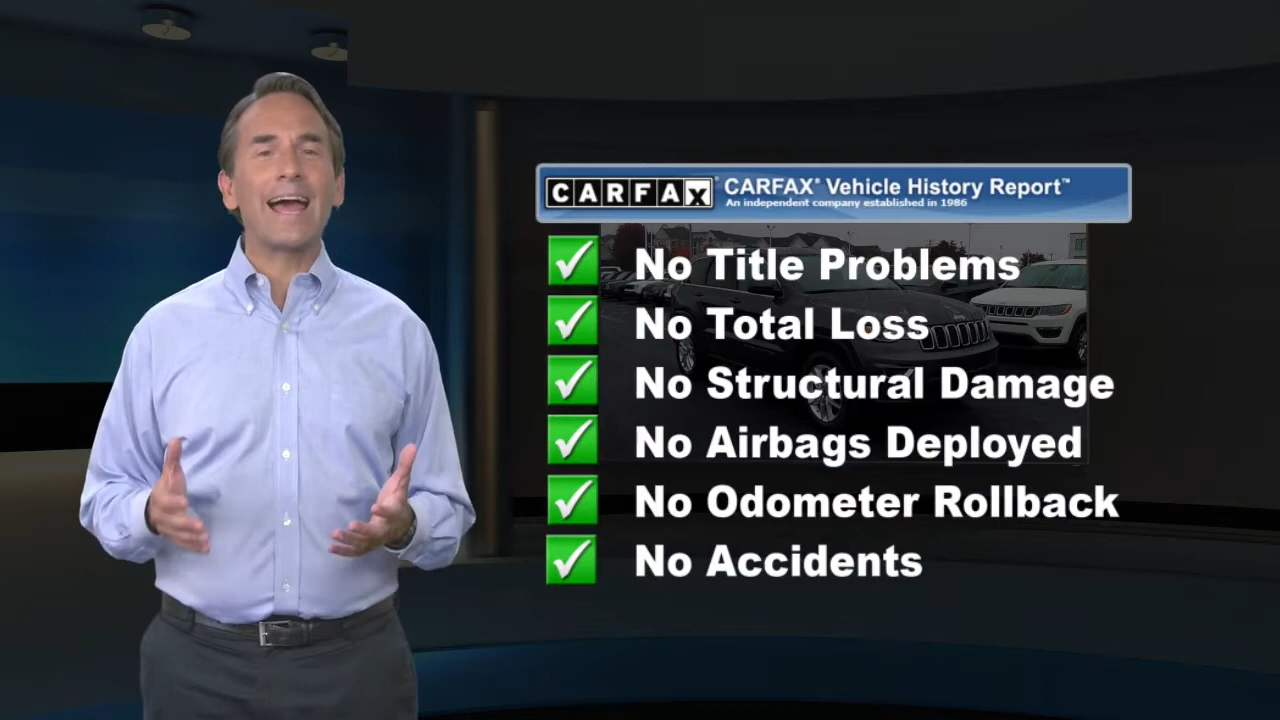 CARFAX® CARFAX® Vehicle History Report™
An independent company established in 1986
No Title Problems
No Total Loss
No Structural Damage
No Airbags Deployed
No Odometer Rollback
No Accidents